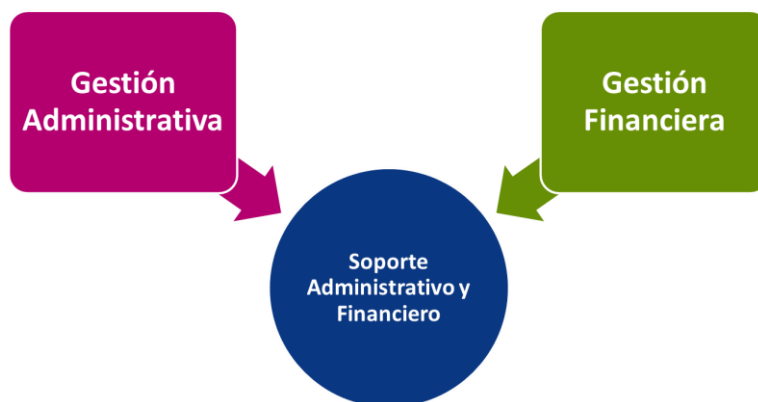 Gestión
Administrativa
Gestión
Financiera
Soporte
Administrativo y
Financiero